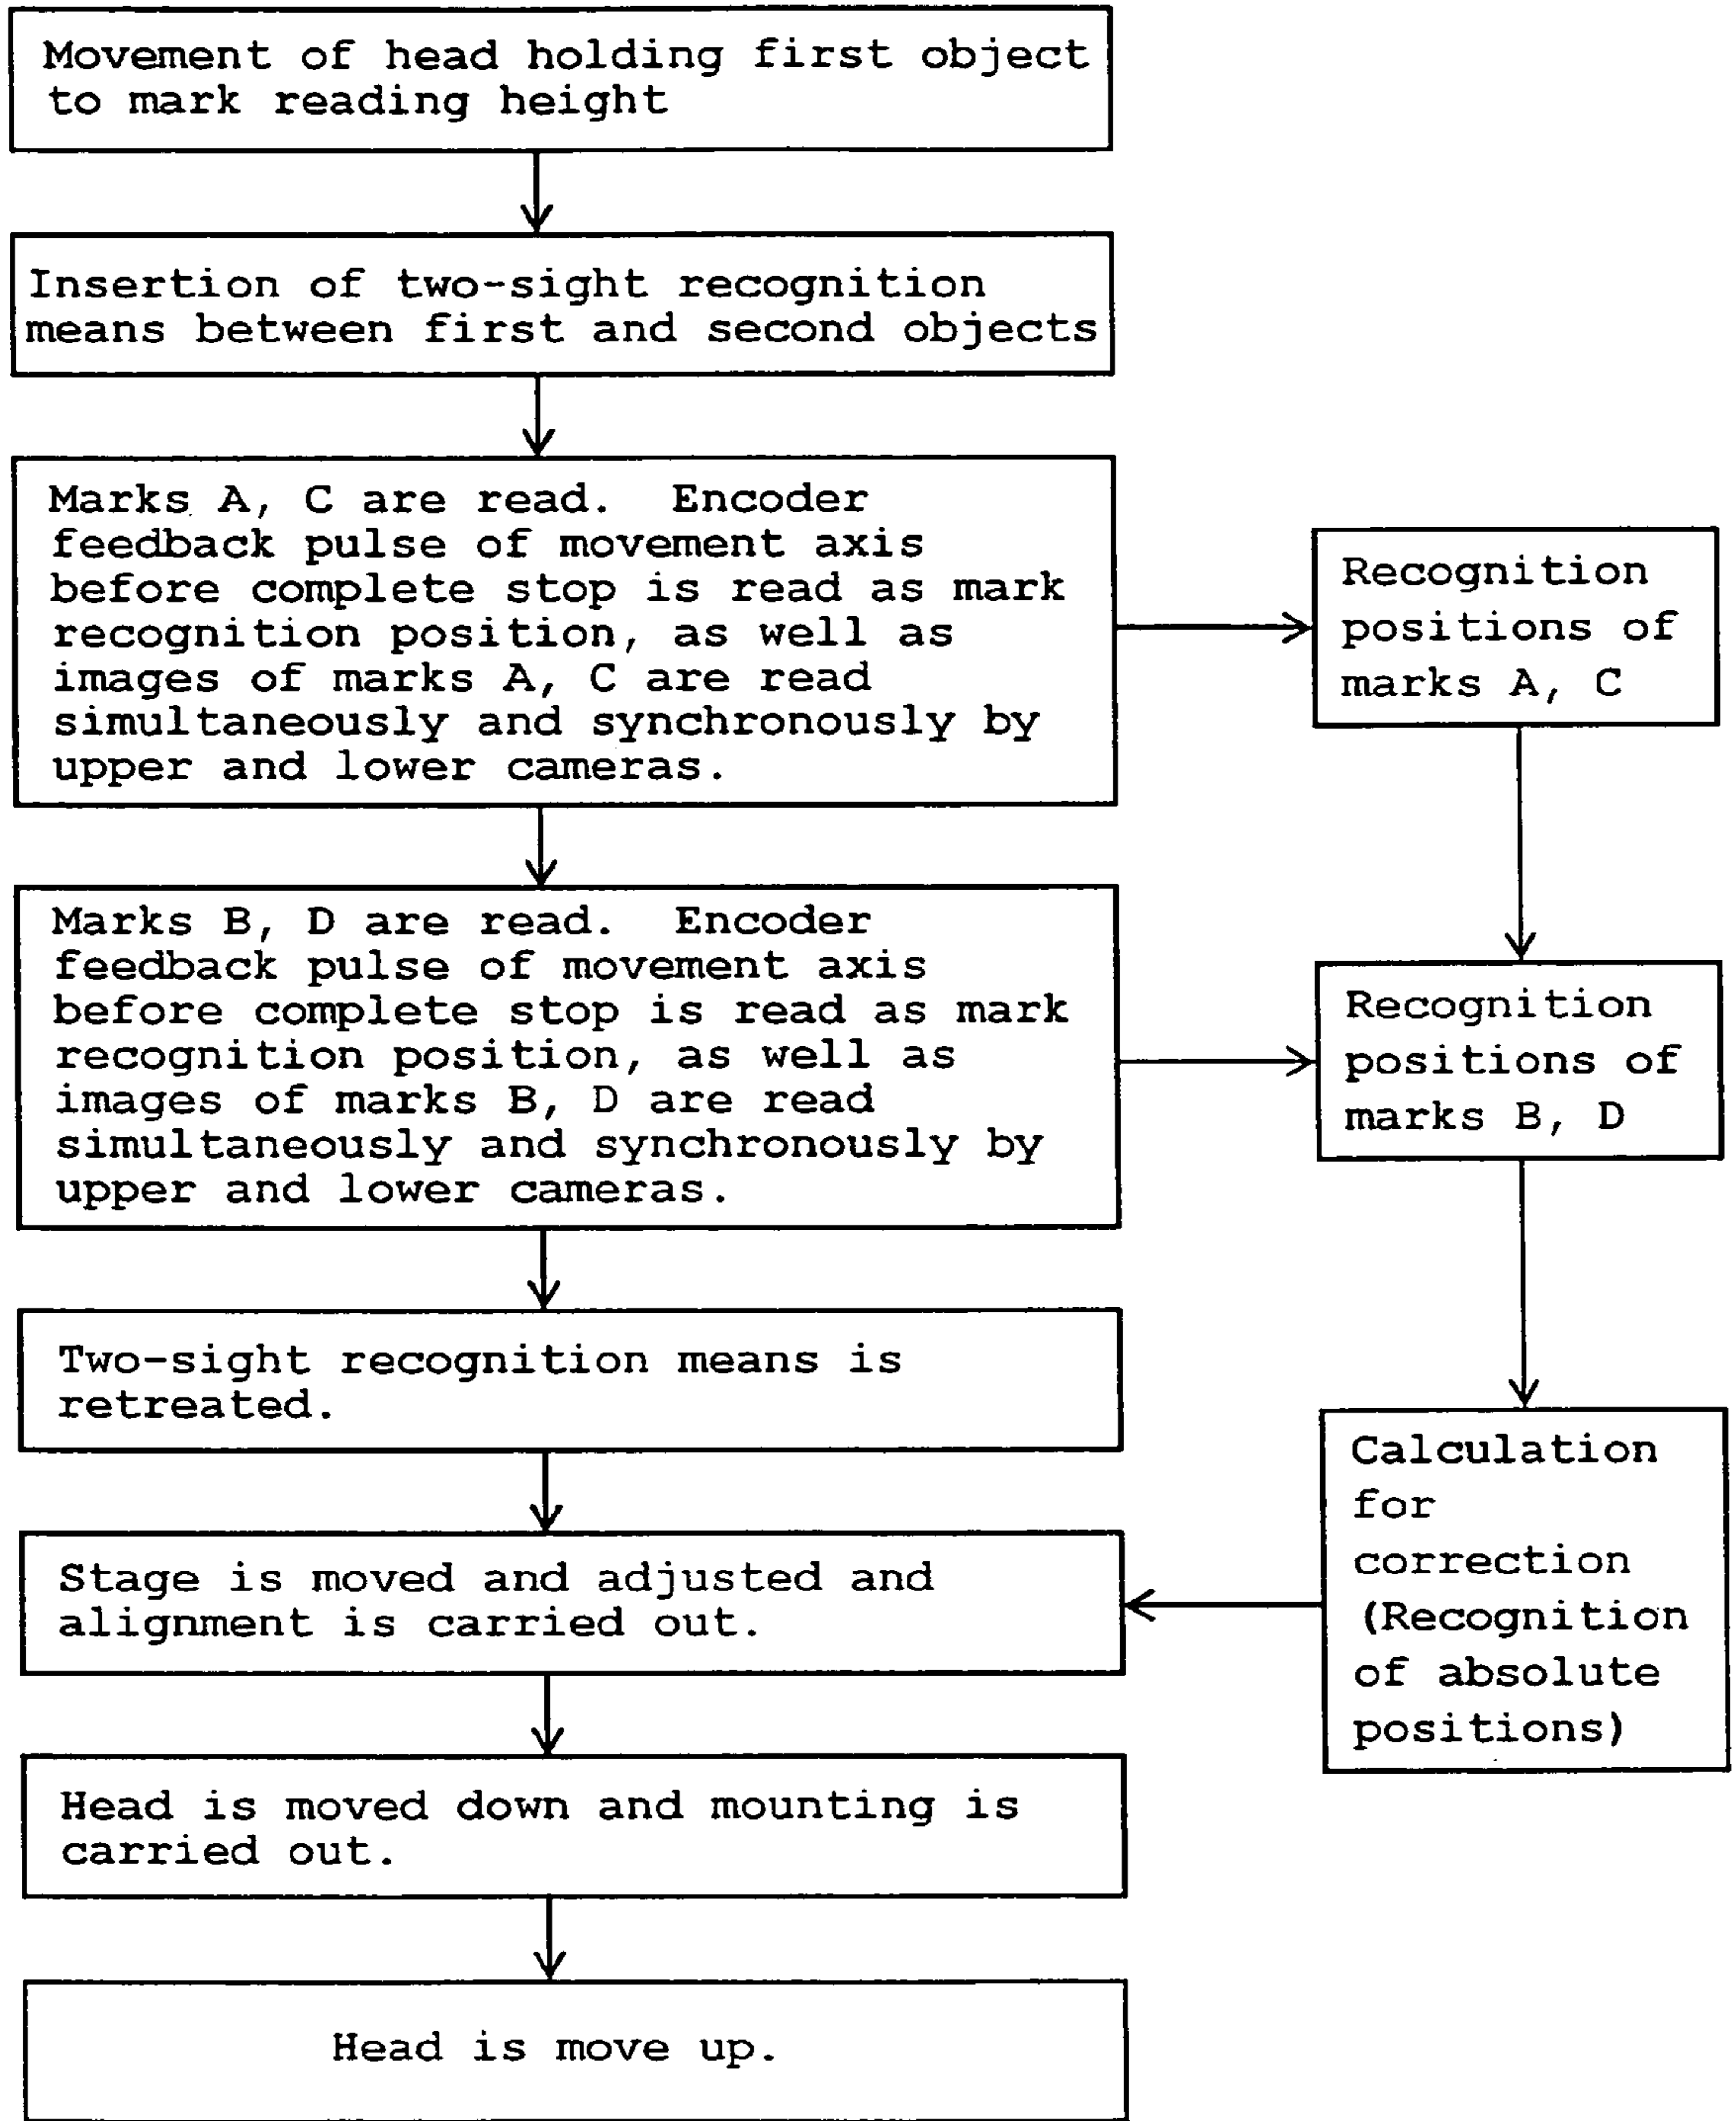 Movement of head holding first object
to mark reading height
Insertion of two-sight recognition
means between first and second objects
Marks A, C are read. Encoder
feedback pulse of movement axis
before complete stop is read as mark
recognition position, as well as
images of marks A, C are read
simultaneously and synchronously by
upper and lower cameras.
Recognition
positions of
marks A, C
Marks B, D are read. Encoder
feedback pulse of movement axis
before complete stop is read as mark
recognition position, as well as
images of marks B, D are read
simultaneously and synchronously by
upper and lower cameras.
Recognition
positions of
marks B, D
Two-sight recognition means is
retreated.
Calculation
for
correction
(Recognition
of absolute
positions)
Stage is moved and adjusted and
alignment is carried out.
Head is moved down and mounting is
carried out.
Head is move up.